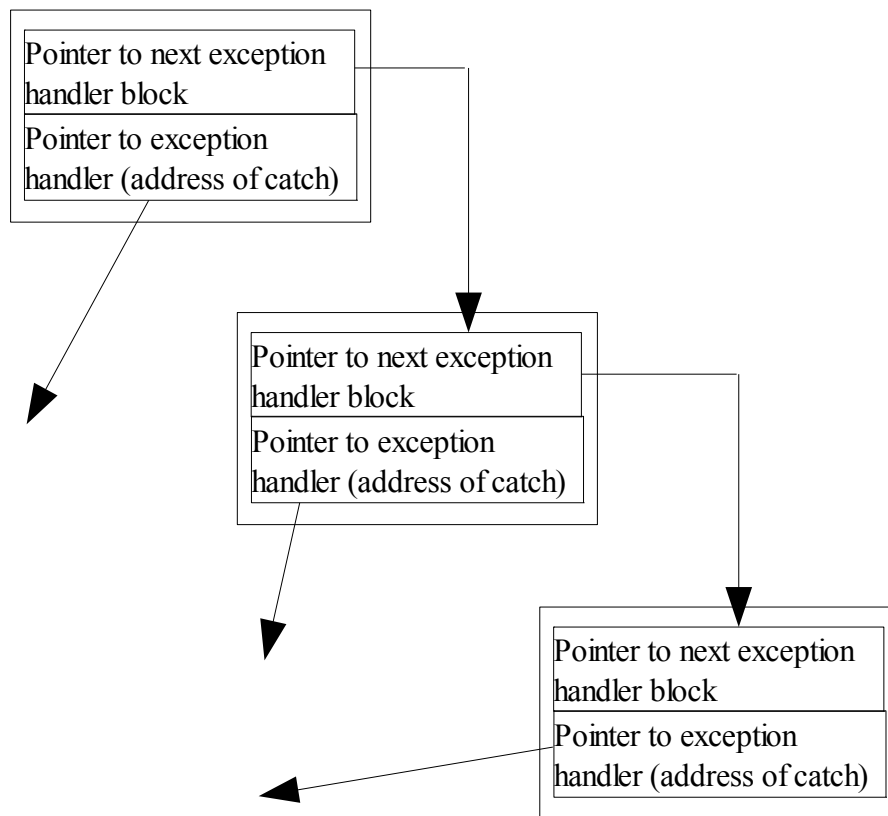 Pointer to next exception
handler block
Pointer to exception
handler (address of catch)
Pointer to next exception
handler block
Pointer to exception
handler (address of catch)
Pointer to next exception
handler block
Pointer to exception
handler (address of catch)